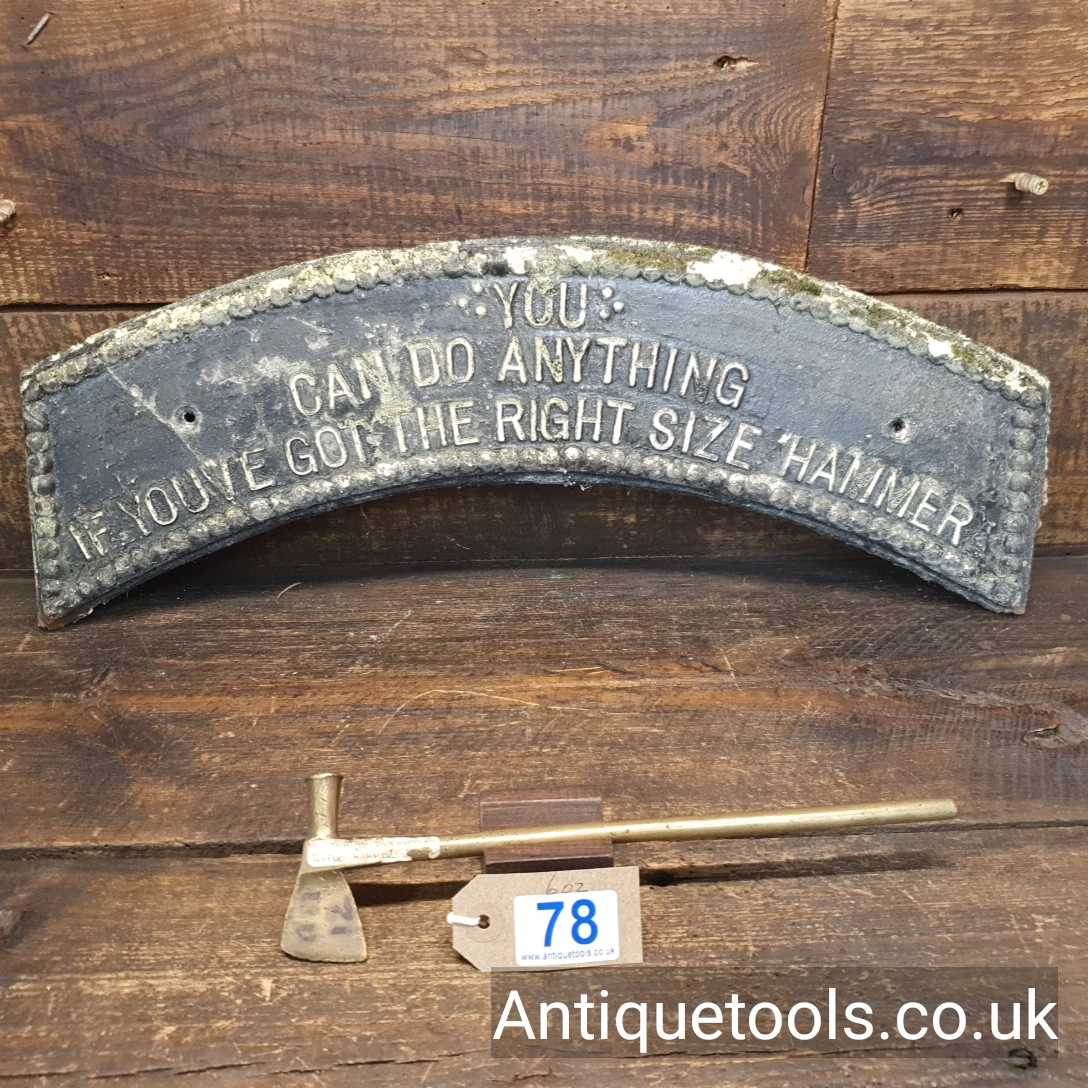 YOU
CAN DO ANYTHING
IF YOU'VE GOT THE RIGHT SIZE 'HAMMER'
6oz
78
www.antiquetools.co.uk
Antiquetools.co.uk